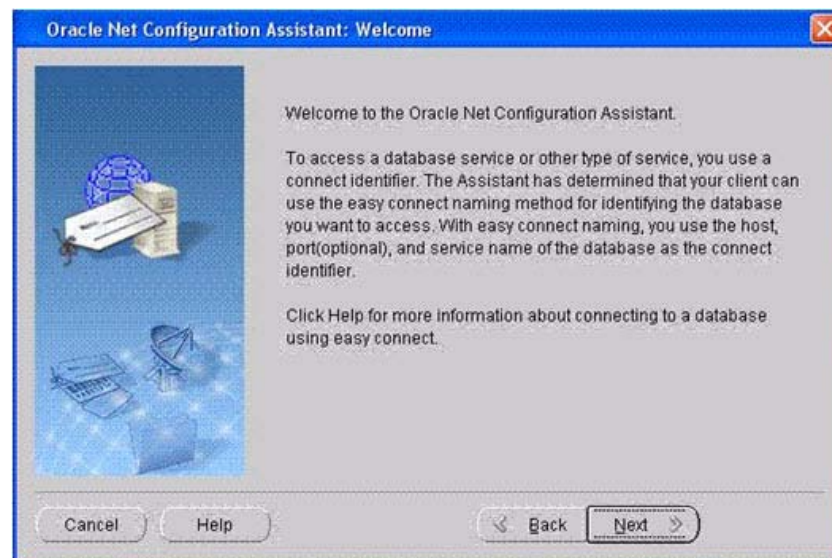 Oracle Net Configuration Assistant: Welcome
Welcome to the Oracle Net Configuration Assistant.
To access a database service or other type of service, you use a
connect identifier. The Assistant has determined that your client can
use the easy connect naming method for identifying the database
you want to access. With easy connect naming, you use the host,
port(optional), and service name of the database as the connect
identifier.
Click Help for more information about connecting to a database
using easy connect.
Cancel
Help
Back
Next